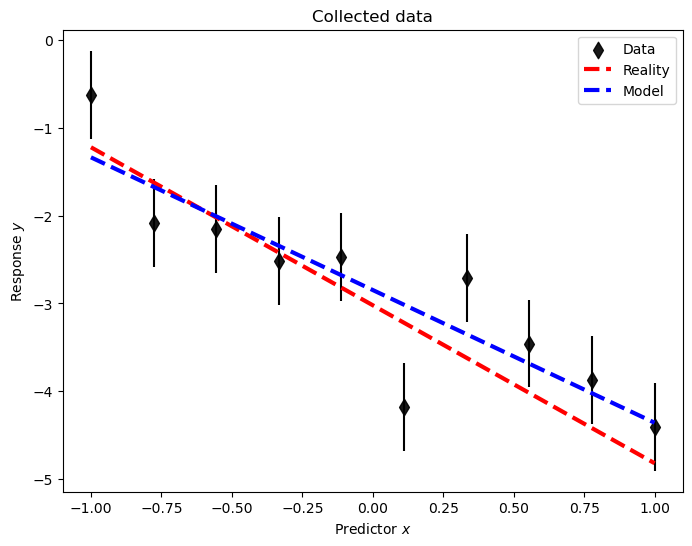 Collected data
Data
Reality
Model
0
−1
−2
−3
−4
−5
Response y
−1.00 −0.75 −0.50 −0.25 0.00 0.25 0.50 0.75 1.00
Predictor x